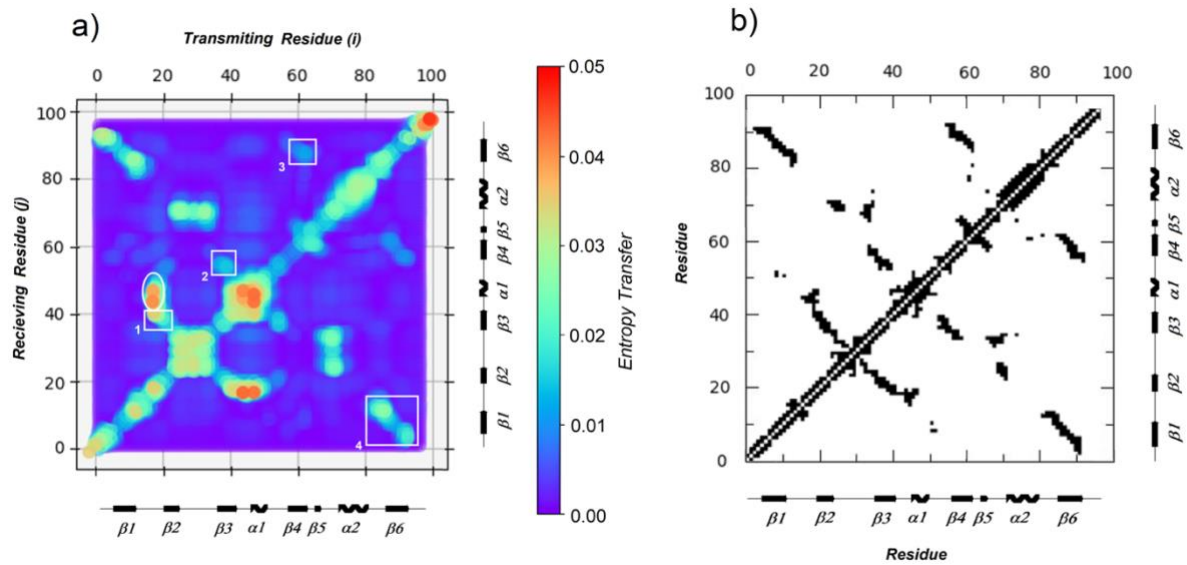 a)
Transmiting Residue (i)
0 20 40 60 80 100
100
80
60
40
20
0
Recieving Residue (j)
1
2
3
4
β6
α2
β5
β4
α1
β3
β2
β1
β1 β2 β3 α1 β4 β5 α2 β6
0.05
0.04
0.03
0.02
0.01
0.00
Entropy Transfer
b)
0 20 40 60 80 100
100
80
60
40
20
0
Residue
β6
α2
β5
β4
α1
β3
β2
β1
β1 β2 β3 α1 β4 β5 α2 β6
Residue